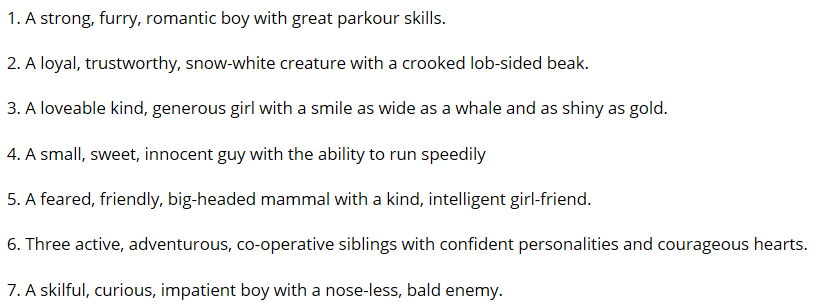 1. A strong, furry, romantic boy with great parkour skills.
2. A loyal, trustworthy, snow-white creature with a crooked lob-sided beak.
3. A loveable kind, generous girl with a smile as wide as a whale and as shiny as gold.
4. A small, sweet, innocent guy with the ability to run speedily
5. A feared, friendly, big-headed mammal with a kind, intelligent girl-friend.
6. Three active, adventurous, co-operative siblings with confident personalities and courageous hearts.
7. A skilful, curious, impatient boy with a nose-less, bald enemy.